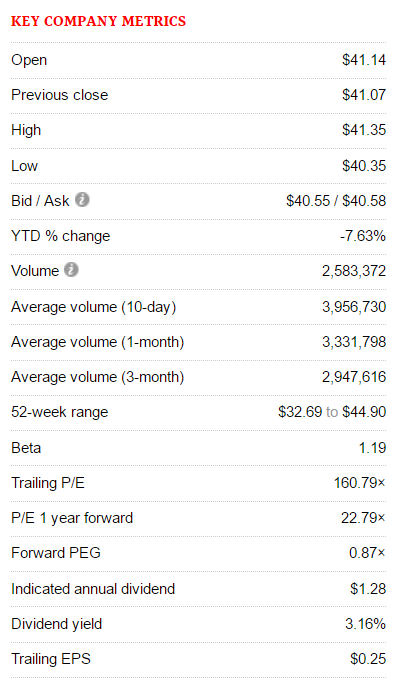 KEY COMPANY METRICS
Open $41.14
Previous close $41.07
High $41.35
Low $40.35
Bid / Ask $40.55 / $40.58
YTD % change -7.63%
Volume 2,583,372
Average volume (10-day) 3,956,730
Average volume (1-month) 3,331,798
Average volume (3-month) 2,947,616
52-week range $32.69 to $44.90
Beta 1.19
Trailing P/E 160.79×
P/E 1 year forward 22.79×
Forward PEG 0.87×
Indicated annual dividend $1.28
Dividend yield 3.16%
Trailing EPS $0.25